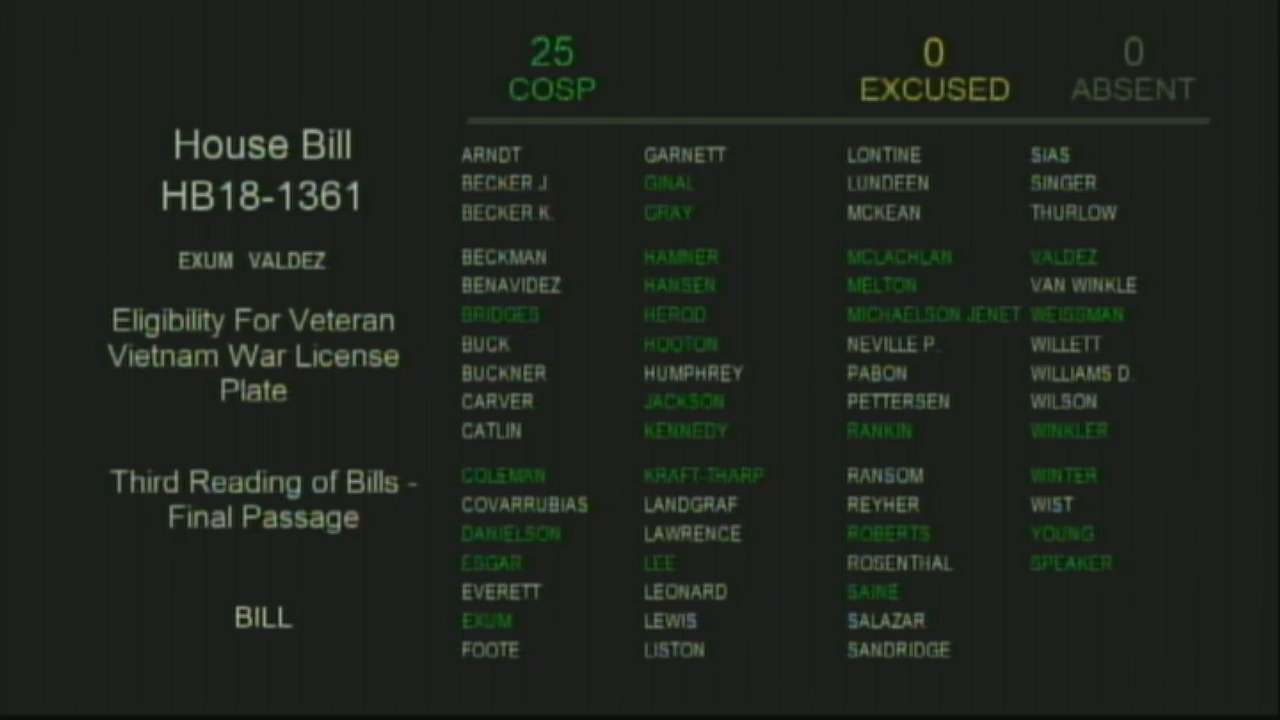 25
COSP
0
EXCUSED
0
ABSENT
House Bill
HB18-1361
EXUM VALDEZ
Eligibility For Veteran
Vietnam War License
Plate
Third Reading of Bills -
Final Passage
BILL
ARNDT
BECKER J.
BECKER K.
BECKMAN
BENAVIDEZ
BRIDGES
BUCK
BUCKNER
CARVER
CATLIN
COLEMAN
COVARRUBIAS
DANIELSON
ESGAR
EVERETT
EXUM
FOOTE
GARNETT
GINAL
GRAY
HAMNER
HANSEN
HEROD
HOOTON
HUMPHREY
JACKSON
KENNEDY
KRAFT-THARP
LANDGRAF
LAWRENCE
LEE
LEONARD
LEWIS
LISTON
LONTINE
LUNDEEN
MCKEAN
MCLACHLAN
MELTON
MICHAELSON JENET
NEVILLE P.
PABON
PETTERSEN
RANKIN
RANSOM
REYHER
ROBERTS
ROSENTHAL
SAINE
SALAZAR
SANDRIDGE
SIAS
SINGER
THURLOW
VALDEZ
VAN WINKLE
WEISSMAN
WILLETT
WILLIAMS D.
WILSON
WINKLER
WINTER
WIST
YOUNG
SPEAKER